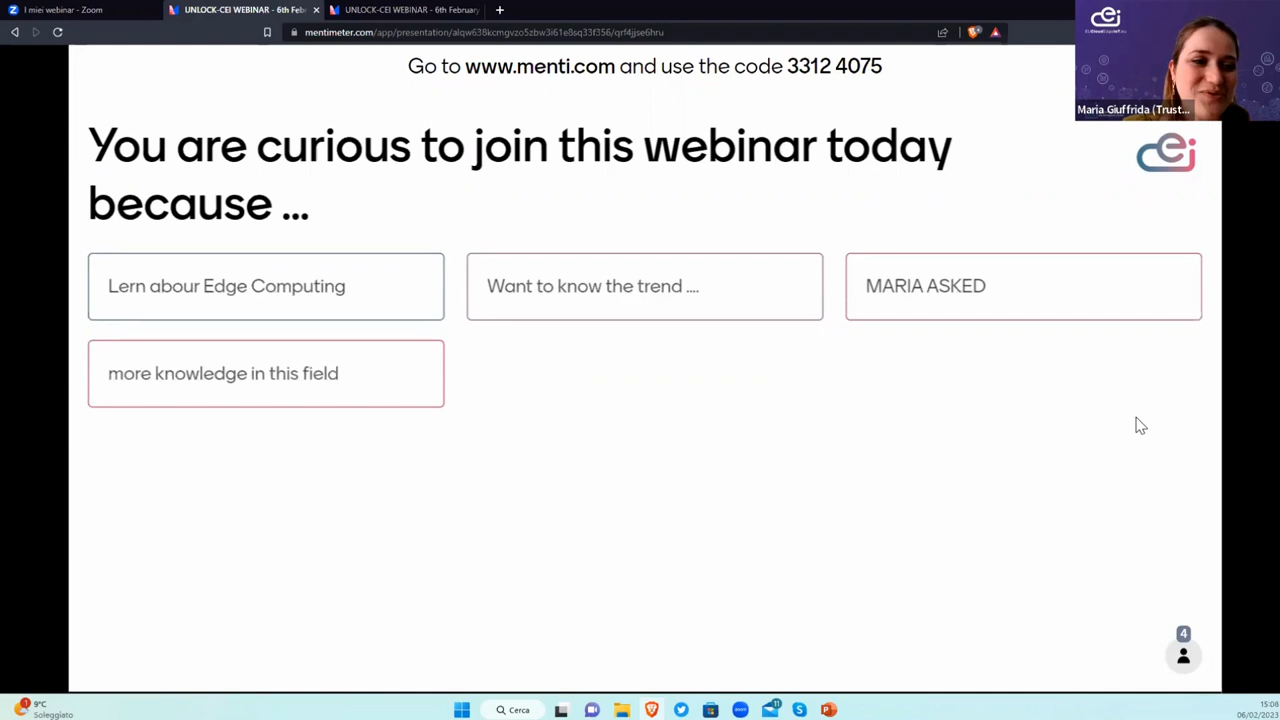 I miei webinar - Zoom
UNLOCK-CEI WEBINAR - 6th Feb
UNLOCK-CEI WEBINAR - 6th February
mentimeter.com/app/presentation/alqw638kcmgvzo5zbw3i61e8sq33f356/qrf4jjse6hru
Maria Giuffrida (Trust...
Go to www.menti.com and use the code 3312 4075
You are curious to join this webinar today
because ...
cei
Lern abour Edge Computing
Want to know the trend ....
MARIA ASKED
more knowledge in this field
4
9°C
Soleggiato
Cerca
11
15:08
06/02/2023